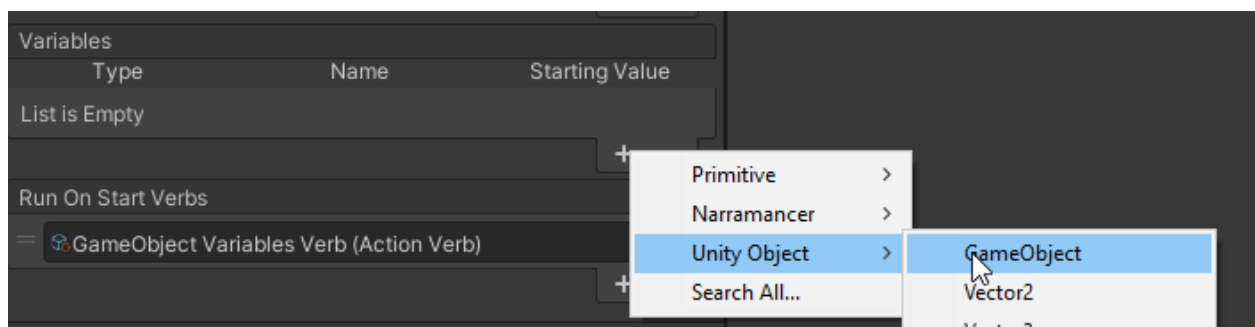 Variables
Type Name Starting Value
List is Empty
+
Primitive >
Run On Start Verbs
Narramancer >
GameObject Variables Verb (Action Verb)
Unity Object >
GameObject
+
Search All...
Vector2